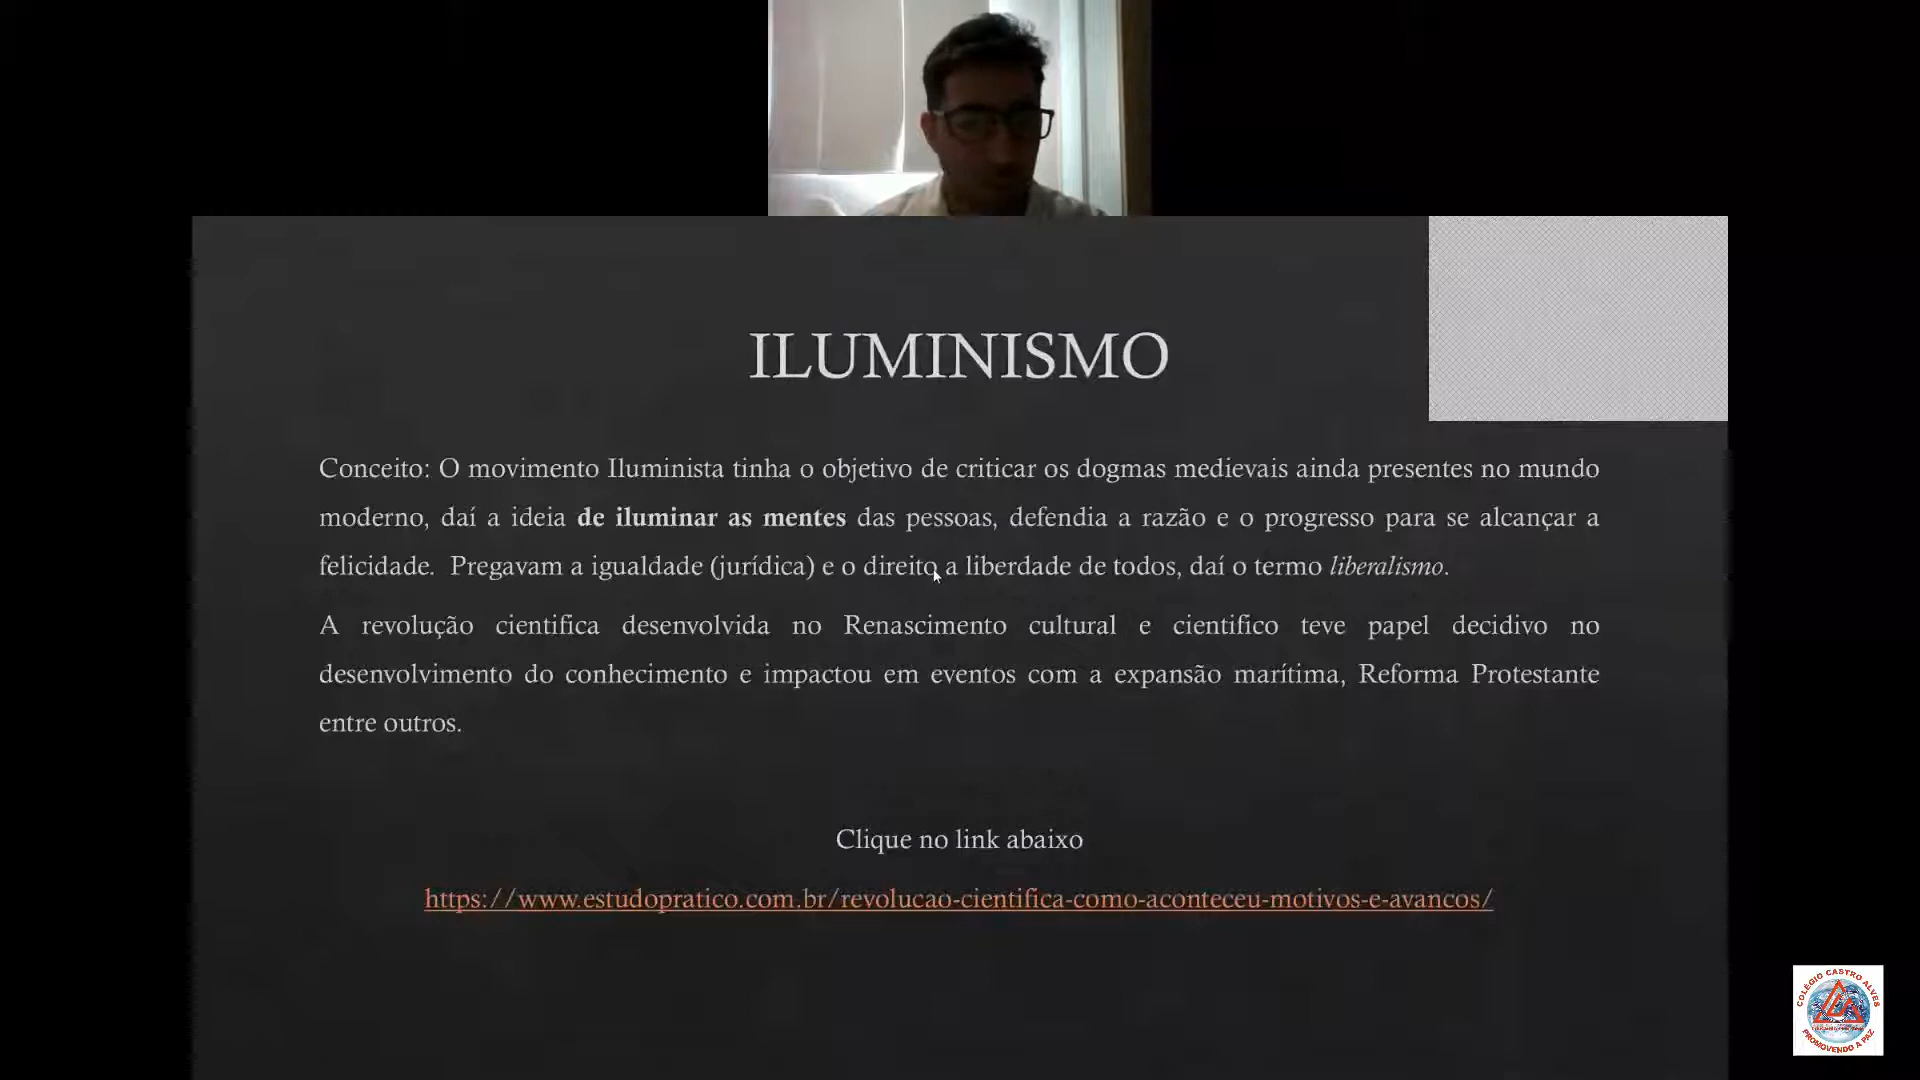 ILUMINISMO
Conceito: O movimento Iluminista tinha o objetivo de criticar os dogmas medievais ainda presentes no mundo
moderno, daí a ideia de iluminar as mentes das pessoas, defendia a razão e o progresso para se alcançar a
felicidade. Pregavam a igualdade (jurídica) e o direito a liberdade de todos, daí o termo liberalismo.
A revolução cientifica desenvolvida no Renascimento cultural e cientifico teve papel decidivo no
desenvolvimento do conhecimento e impactou em eventos com a expansão marítima, Reforma Protestante
entre outros.
Clique no link abaixo
https://www.estudopratico.com.br/revolucao-cientifica-como-aconteceu-motivos-e-avancos/
COLÉGIO CASTRO ALVES
PROMOVENDO A PAZ